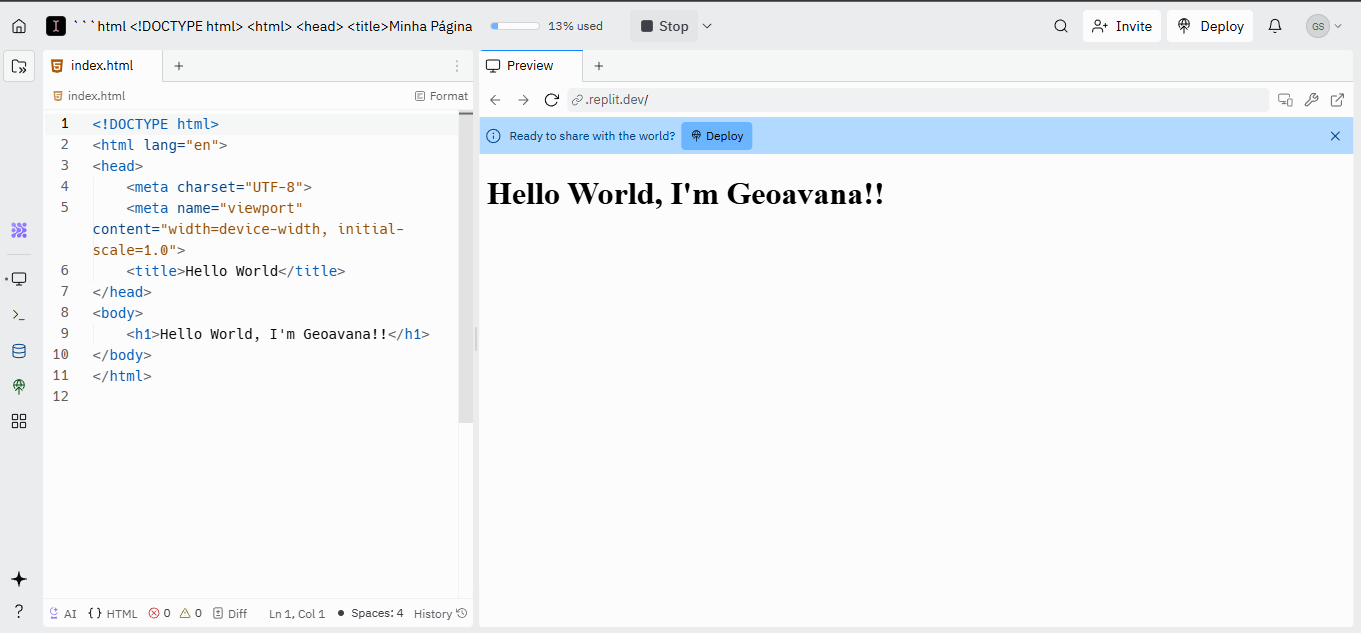 ```html <!DOCTYPE html> <html> <head> <title>Minha Página
13% used
Stop
Invite
Deploy
GS
index.html
Preview
index.html
Format
.replit.dev/
Ready to share with the world?
Deploy
1 <!DOCTYPE html>
2 <html lang="en">
3 <head>
4 <meta charset="UTF-8">
5 <meta name="viewport"
content="width=device-width, initial-
scale=1.0">
6 <title>Hello World</title>
7 </head>
8 <body>
9 <h1>Hello World, I'm Geoavana!!</h1>
10 </body>
11 </html>
12
Hello World, I'm Geoavana!!
?
AI {} HTML 0 0 Diff Ln 1, Col 1 Spaces: 4 History